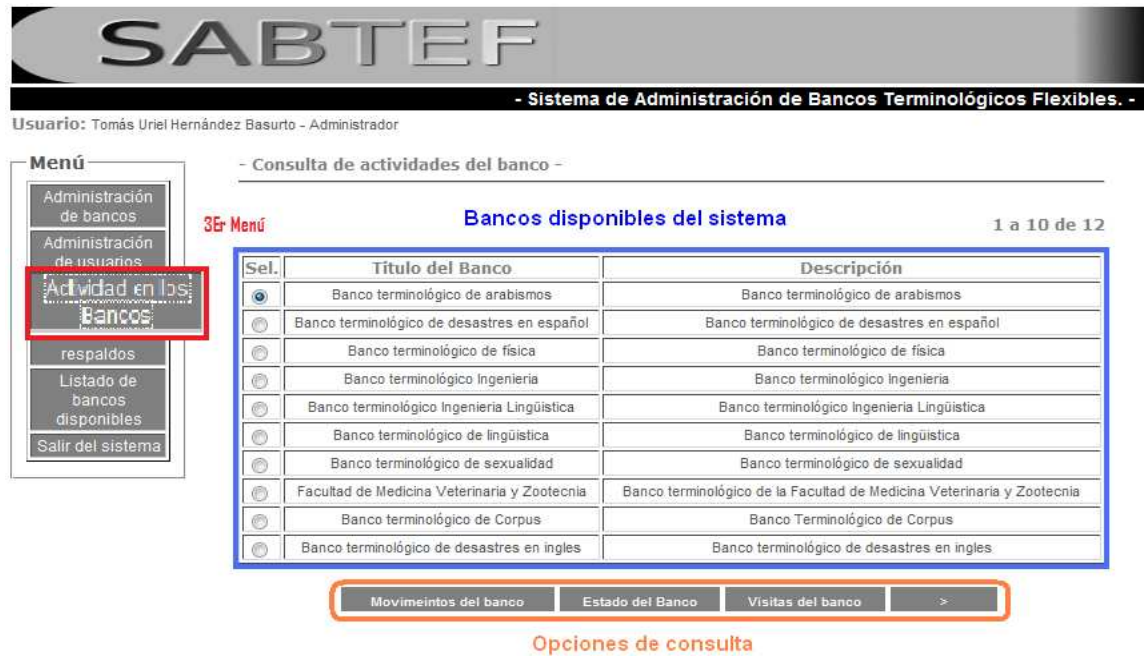 SABTEF
- Sistema de Administración de Bancos Terminológicos Flexibles. -
Usuario: Tomás Uriel Hernández Basurto - Administrador
Menú
Administración
de bancos
Administración
de usuarios
Actividad en los
Bancos
respaldos
Listado de
bancos
disponibles
Salir del sistema
- Consulta de actividades del banco -
3Er Menú
Bancos disponibles del sistema
1 a 10 de 12
Sel. Titulo del Banco Descripción
Banco terminológico de arabismos Banco terminológico de arabismos
Banco terminológico de desastres en español Banco terminológico de desastres en español
Banco terminológico de física Banco terminológico de física
Banco terminológico Ingenieria Banco terminológico Ingenieria
Banco terminológico Ingenieria Lingüistica Banco terminológico Ingenieria Lingüistica
Banco terminológico de lingüistica Banco terminológico de lingüistica
Banco terminológico de sexualidad Banco terminológico de sexualidad
Facultad de Medicina Veterinaria y Zootecnia Banco terminológico de la Facultad de Medicina Veterinaria y Zootecnia
Banco terminológico de Corpus Banco Terminológico de Corpus
Banco terminológico de desastres en ingles Banco terminológico de desastres en ingles
Movimeintos del banco Estado del Banco Visitas del banco >
Opciones de consulta